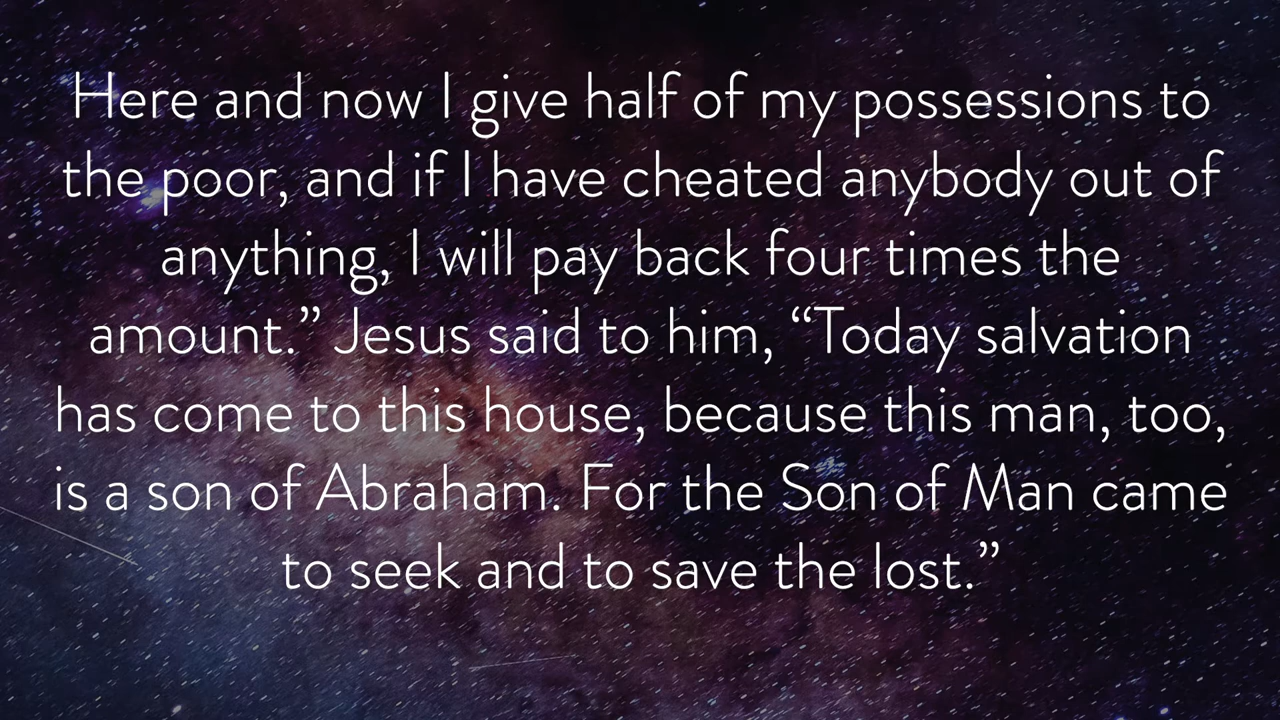 Here and now I give half of my possessions to
the poor, and if I have cheated anybody out of
anything, I will pay back four times the
amount.” Jesus said to him, “Today salvation
has come to this house, because this man, too,
is a son of Abraham. For the Son of Man came
to seek and to save the lost.”